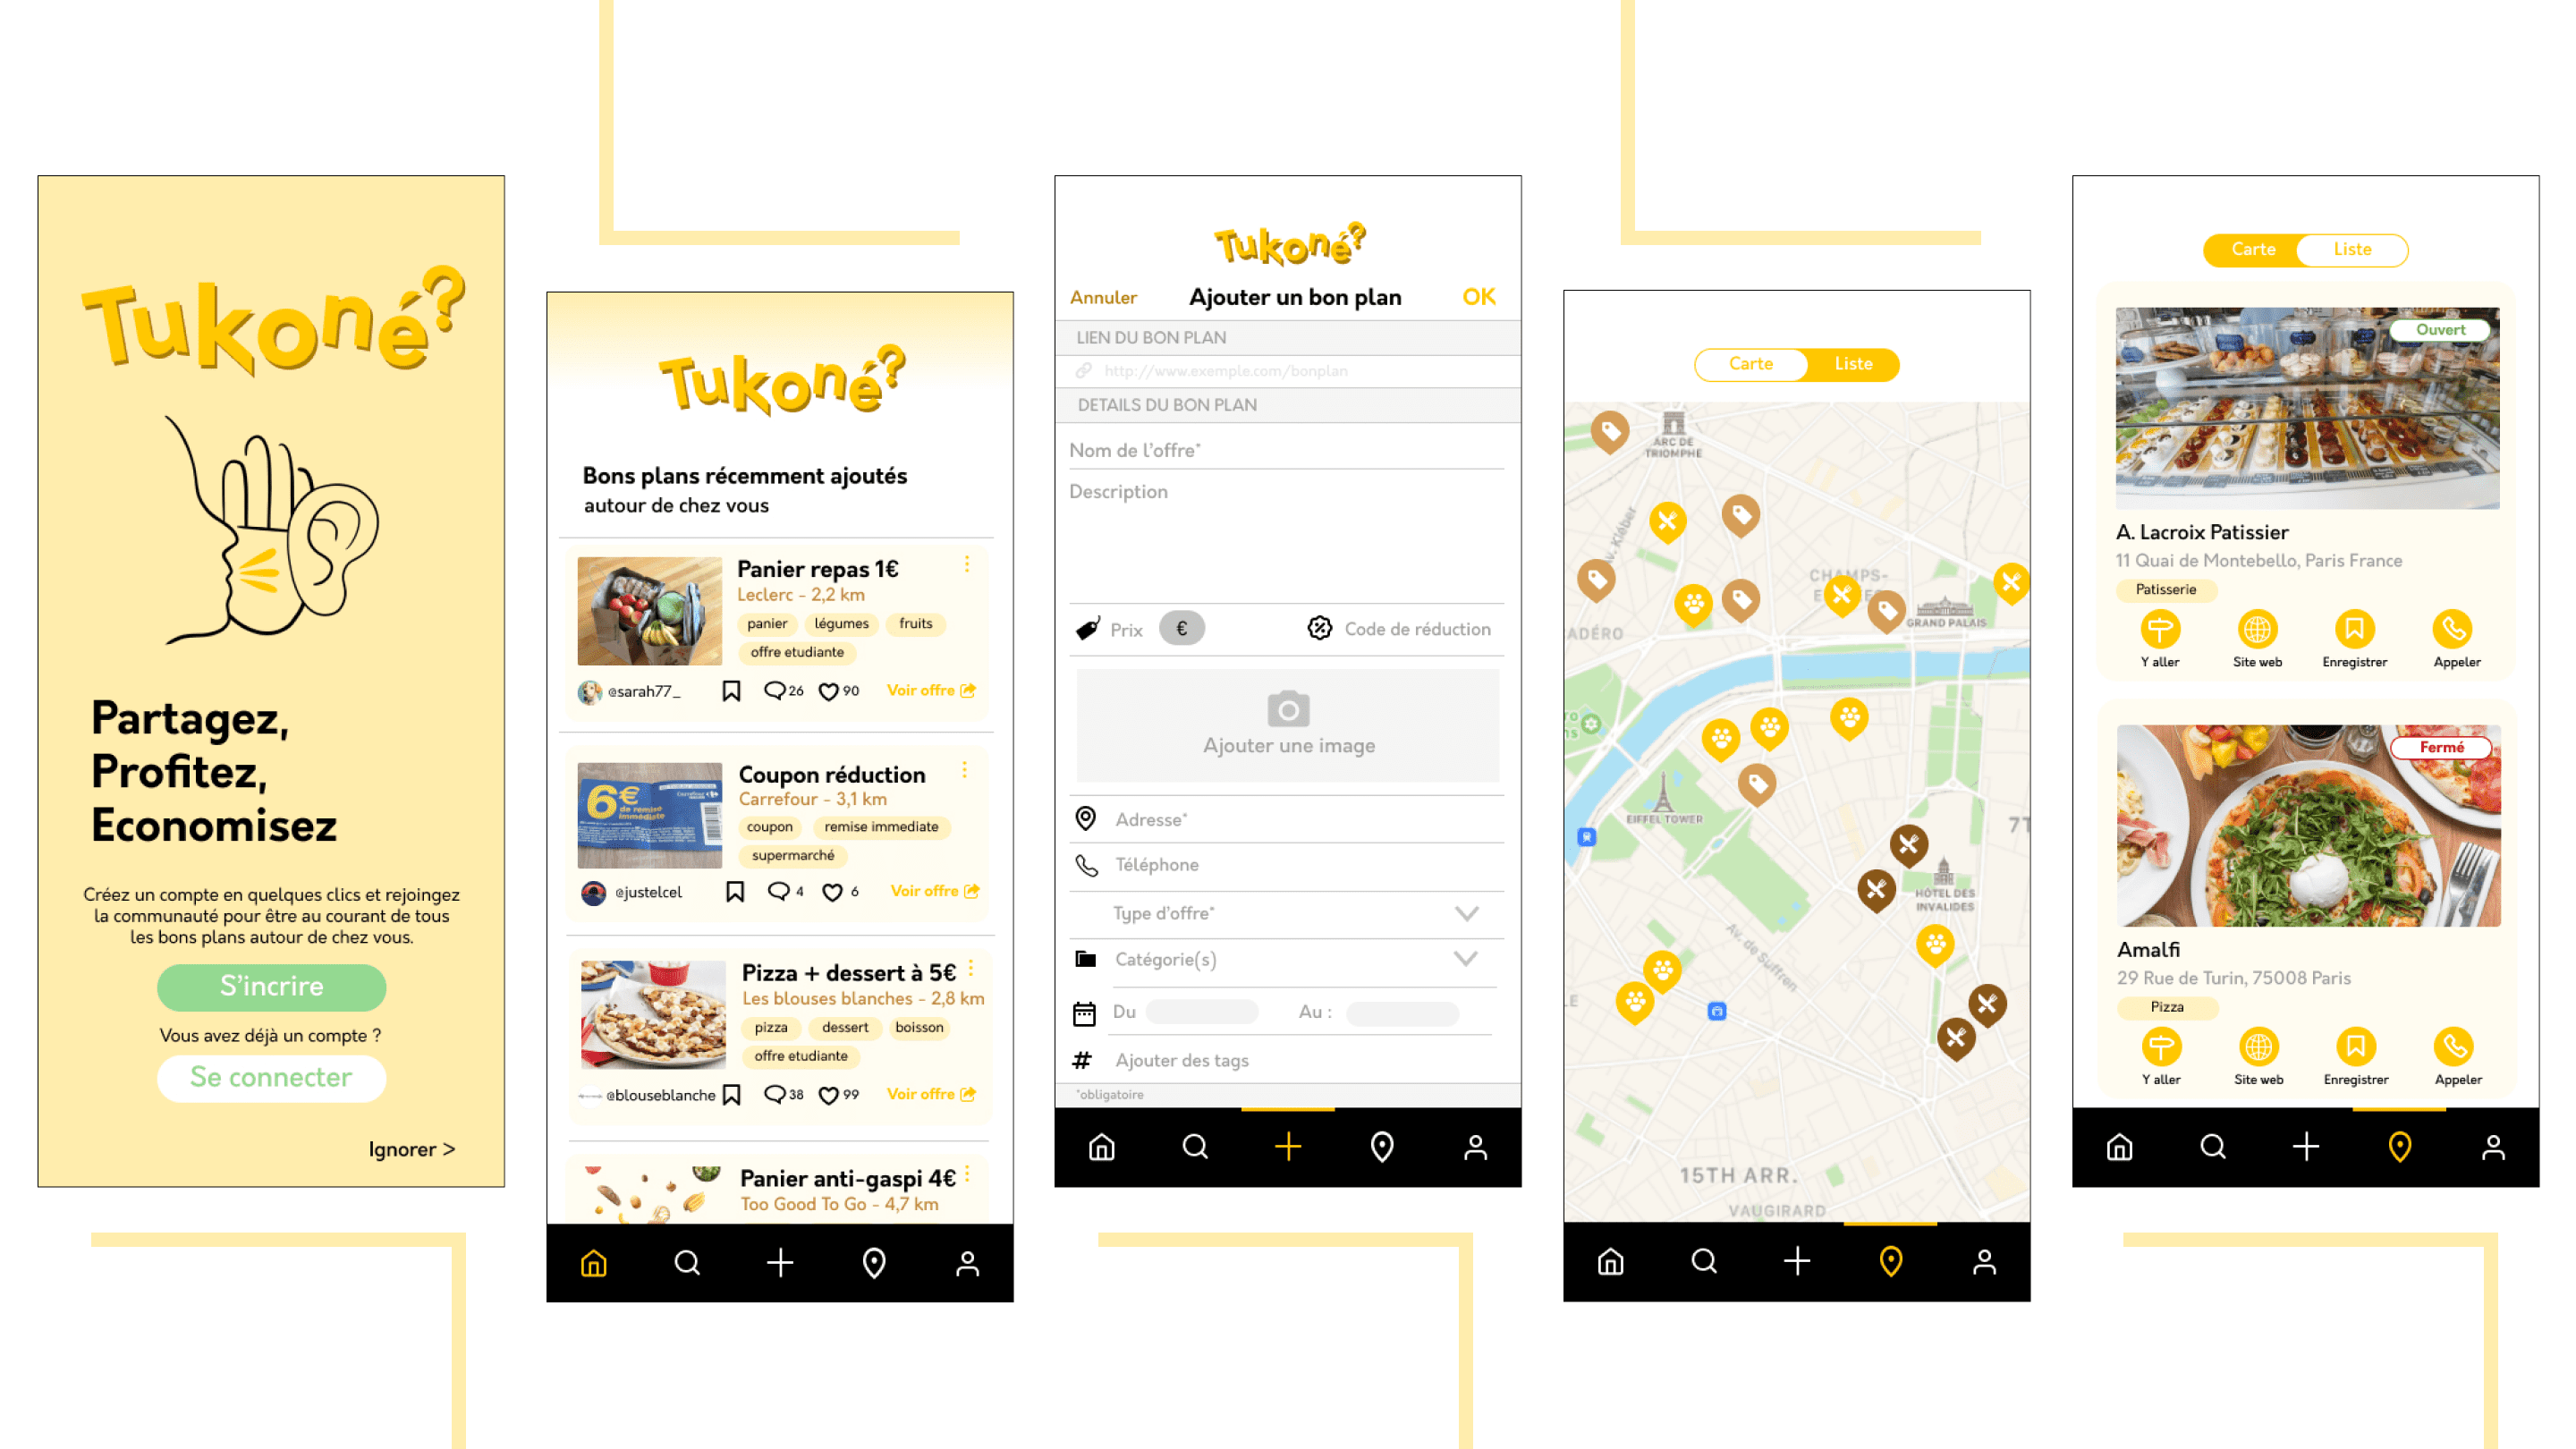 Tukoné?
Partagez,
Profitez,
Economisez
Créez un compte en quelques clics et rejoingez
la communauté pour être au courant de tous
les bons plans autour de chez vous.
S'incrire
Vous avez déjà un compte ?
Se connecter
Ignorer >
Tukoné?
Bons plans récemment ajoutés
autour de chez vous
Panier repas 1€
Leclerc - 2,2 km
panier légumes fruits
offre etudiante
@sarah77_ 26 90 Voir offre
6€
de remise
immédiate
Coupon réduction
Carrefour - 3,1 km
coupon remise immediate
supermarché
@justelcel 4 6 Voir offre
Pizza + dessert à 5€
Les blouses blanches - 2,8 km
pizza dessert boisson
offre etudiante
@blouseblanche 38 99 Voir offre
Panier anti-gaspi 4€
Too Good To Go - 4,7 km
Tukoné?
Annuler Ajouter un bon plan OK
LIEN DU BON PLAN
http://www.exemple.com/bonplan
DETAILS DU BON PLAN
Nom de l'offre*
Description
Prix € Code de réduction
Ajouter une image
Adresse*
Téléphone
Type d'offre*
Catégorie(s)
Du Au :
# Ajouter des tags
*obligatoire
Carte Liste
ARC DE
TRIOMPHE
Av. Kléber
CHAMPS-
GRAND PALAIS
ADÉRO
EIFFEL TOWER
7T
HÔTEL DES
INVALIDES
Av. de Suffren
LE
15TH ARR.
VAUGIRARD
Carte Liste
Ouvert
A. Lacroix Patissier
11 Quai de Montebello, Paris France
Patisserie
Y aller Site web Enregistrer Appeler
Fermé
Amalfi
29 Rue de Turin, 75008 Paris
Pizza
Y aller Site web Enregistrer Appeler